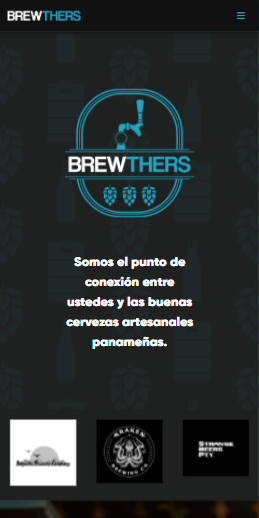 BREWTHERS
BREWTHERS
Somos el punto de
conexión entre
ustedes y las buenas
cervezas artesanales
panameñas.
KRAKEN
BREWING CO.
STRANGE
BEERS
PTY